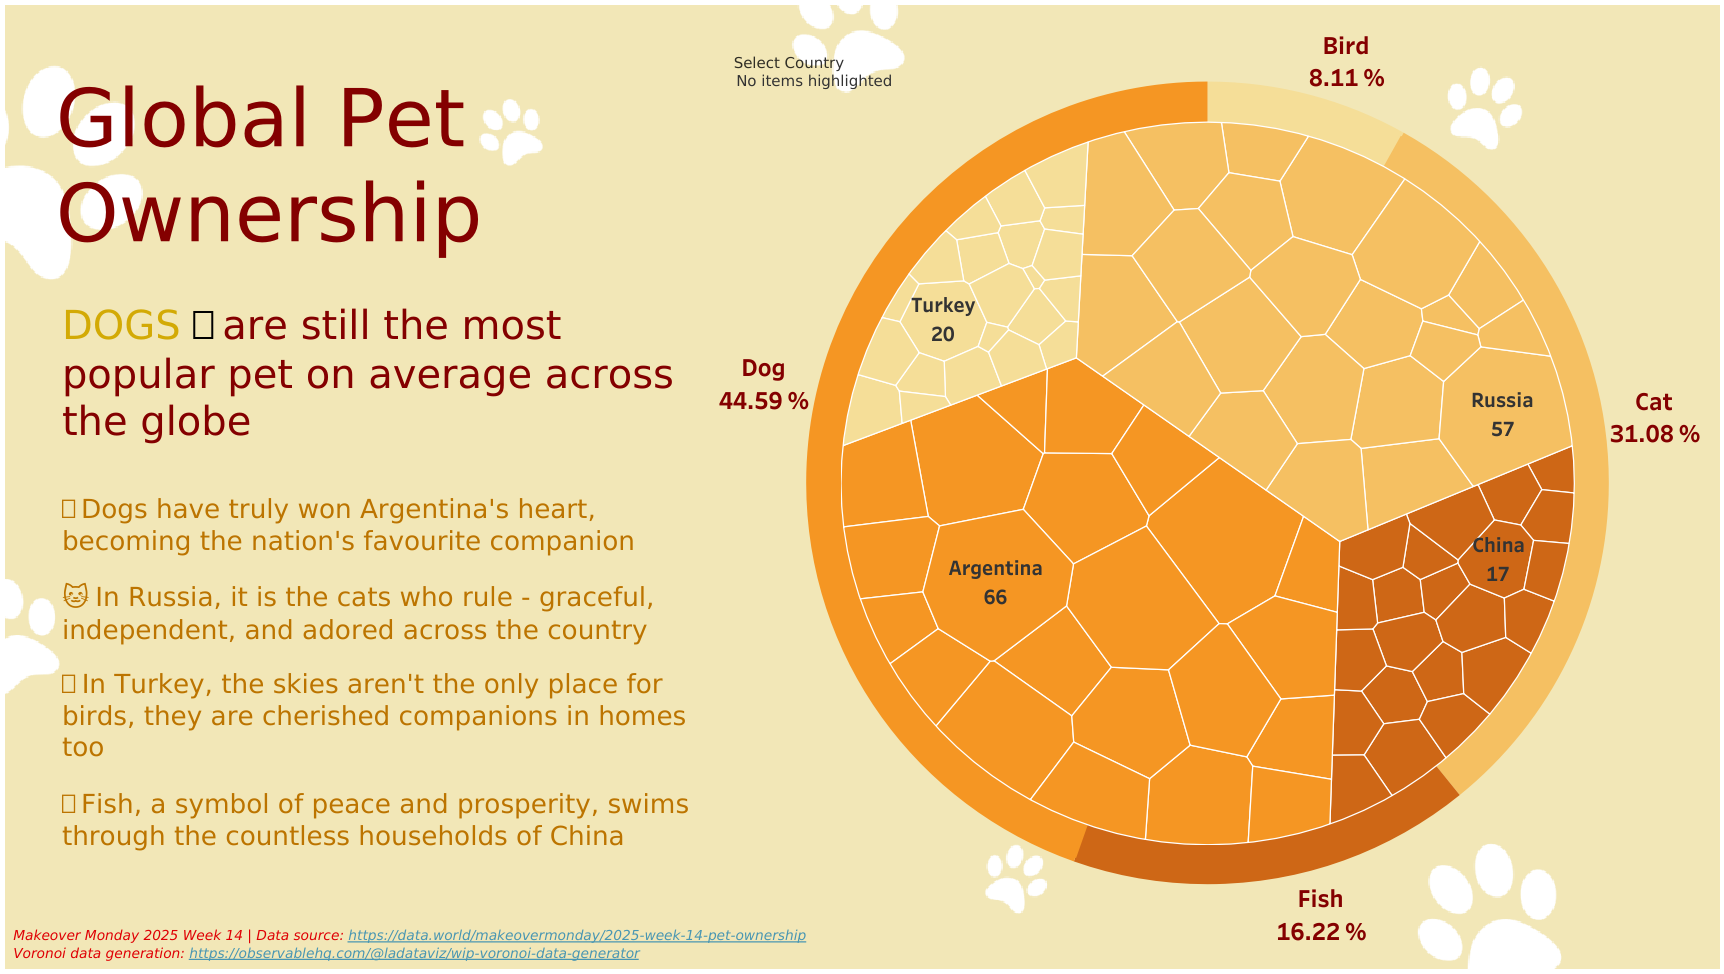 Global Pet
Ownership
DOGS are still the most
popular pet on average across
the globe
Dogs have truly won Argentina's heart,
becoming the nation's favourite companion
🐱 In Russia, it is the cats who rule - graceful,
independent, and adored across the country
In Turkey, the skies aren't the only place for
birds, they are cherished companions in homes
too
Fish, a symbol of peace and prosperity, swims
through the countless households of China
Makeover Monday 2025 Week 14 | Data source: https://data.world/makeovermonday/2025-week-14-pet-ownership
Voronoi data generation: https://observablehq.com/@ladataviz/wip-voronoi-data-generator
Select Country
No items highlighted
Bird
8.11 %
Turkey
20
Dog
44.59 %
Russia
57
Cat
31.08 %
Argentina
66
China
17
Fish
16.22 %